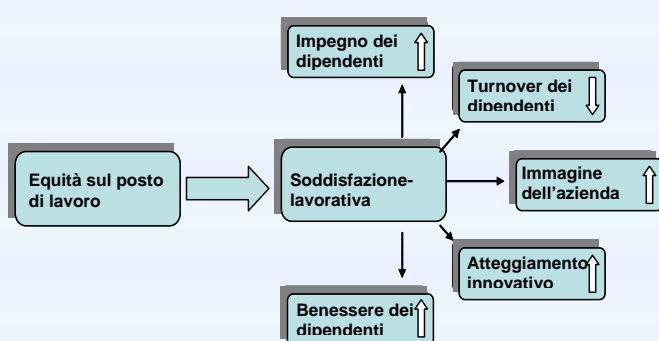 Impegno dei
dipendenti
Turnover dei
dipendenti
Equità sul posto
di lavoro
Soddisfazione-
lavorativa
Immagine
dell'azienda
Atteggiamento
innovativo
Benessere dei
dipendenti